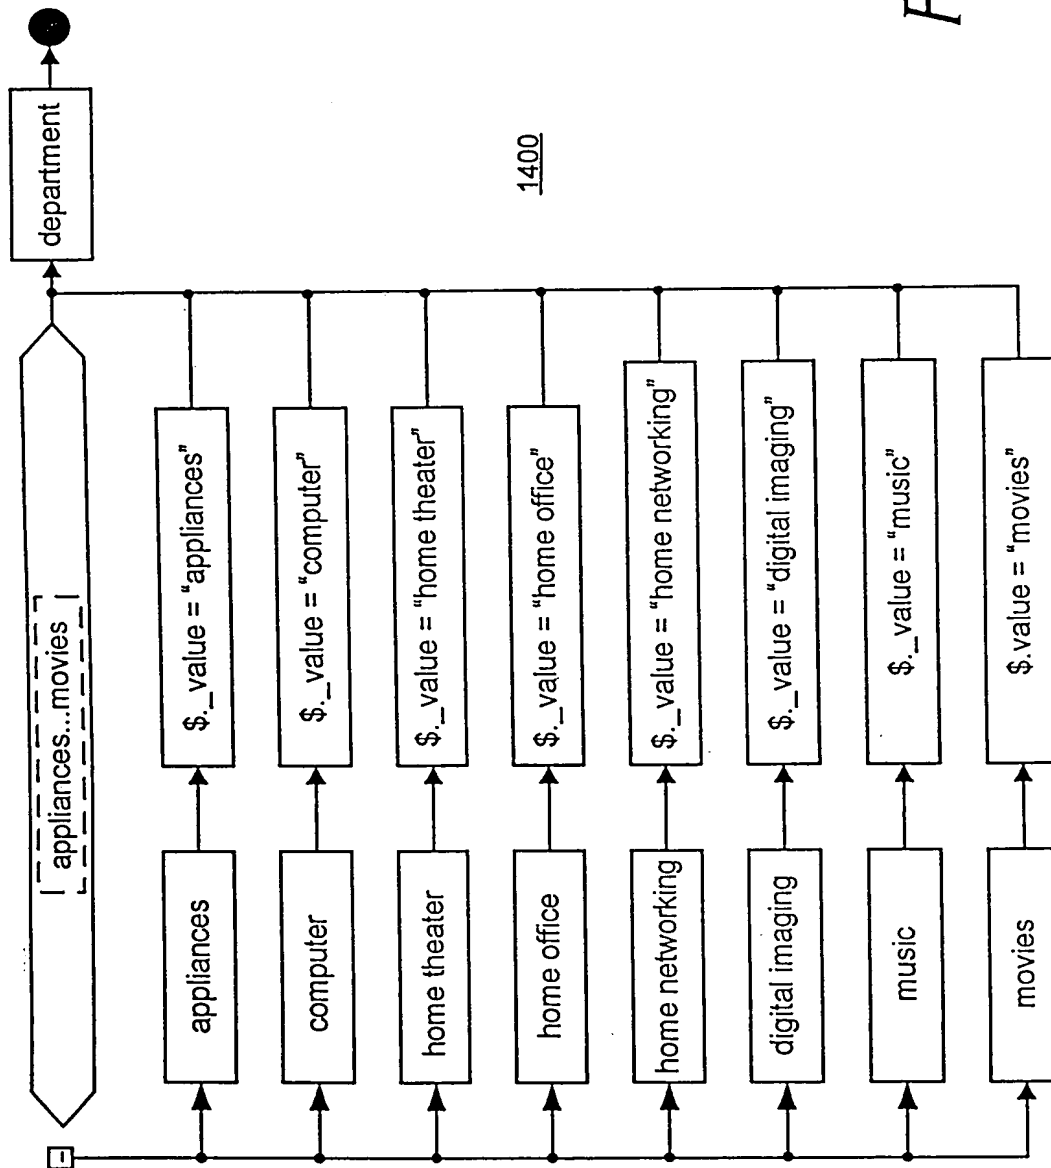 appliances...movies
department
appliances
$._value = “appliances”
computer
$._value = “computer”
home theater
$._value = “home theater”
home office
$._value = “home office”
home networking
$._value = “home networking”
digital imaging
$._value = “digital imaging”
music
$._value = “music”
movies
$.value = “movies”
1400
F